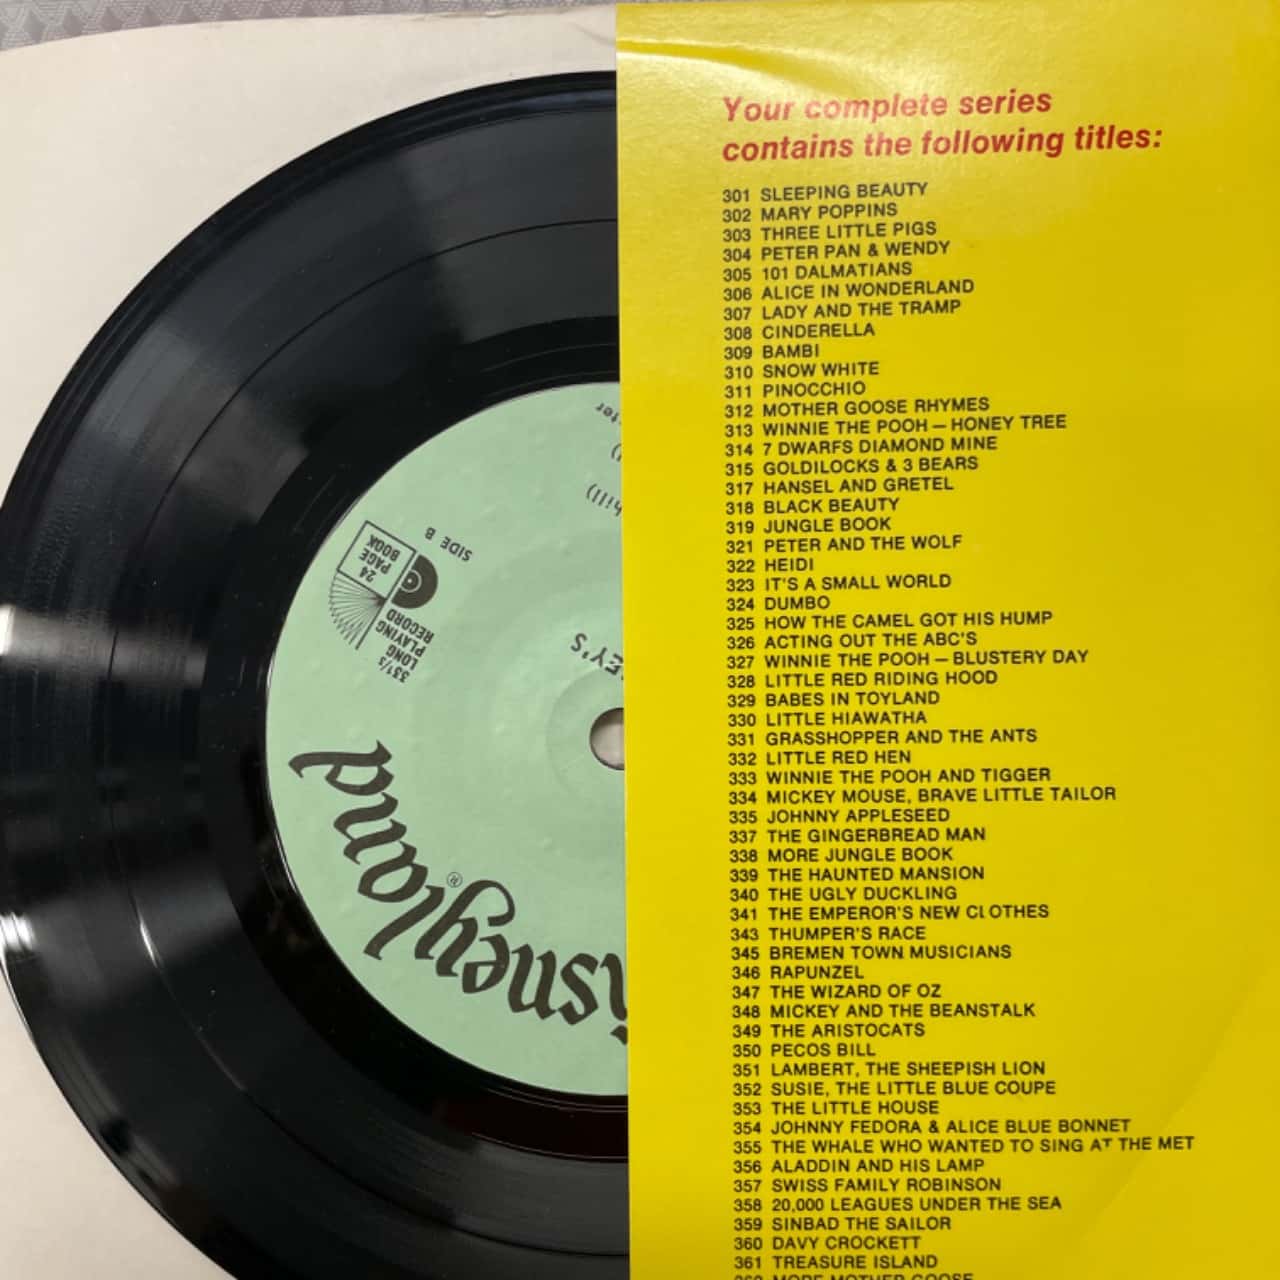 Your complete series
contains the following titles:
301 SLEEPING BEAUTY
302 MARY POPPINS
303 THREE LITTLE PIGS
304 PETER PAN & WENDY
305 101 DALMATIANS
306 ALICE IN WONDERLAND
307 LADY AND THE TRAMP
308 CINDERELLA
309 BAMBI
310 SNOW WHITE
311 PINOCCHIO
312 MOTHER GOOSE RHYMES
313 WINNIE THE POOH – HONEY TREE
314 7 DWARFS DIAMOND MINE
315 GOLDILOCKS & 3 BEARS
317 HANSEL AND GRETEL
318 BLACK BEAUTY
319 JUNGLE BOOK
321 PETER AND THE WOLF
322 HEIDI
323 IT'S A SMALL WORLD
324 DUMBO
325 HOW THE CAMEL GOT HIS HUMP
326 ACTING OUT THE ABC'S
327 WINNIE THE POOH – BLUSTERY DAY
328 LITTLE RED RIDING HOOD
329 BABES IN TOYLAND
330 LITTLE HIAWATHA
331 GRASSHOPPER AND THE ANTS
332 LITTLE RED HEN
333 WINNIE THE POOH AND TIGGER
334 MICKEY MOUSE, BRAVE LITTLE TAILOR
335 JOHNNY APPLESEED
337 THE GINGERBREAD MAN
338 MORE JUNGLE BOOK
339 THE HAUNTED MANSION
340 THE UGLY DUCKLING
341 THE EMPEROR'S NEW CLOTHES
343 THUMPER'S RACE
345 BREMEN TOWN MUSICIANS
346 RAPUNZEL
347 THE WIZARD OF OZ
348 MICKEY AND THE BEANSTALK
349 THE ARISTOCATS
350 PECOS BILL
351 LAMBERT, THE SHEEPISH LION
352 SUSIE, THE LITTLE BLUE COUPE
353 THE LITTLE HOUSE
354 JOHNNY FEDORA & ALICE BLUE BONNET
355 THE WHALE WHO WANTED TO SING AT THE MET
356 ALADDIN AND HIS LAMP
357 SWISS FAMILY ROBINSON
358 20,000 LEAGUES UNDER THE SEA
359 SINBAD THE SAILOR
360 DAVY CROCKETT
361 TREASURE ISLAND
MORE MOTHER GOOSE
isneyland®
EY'S
33⅓
LONG
PLAYING
RECORD
24
PAGE
BOOK
SIDE B
hill)
ter